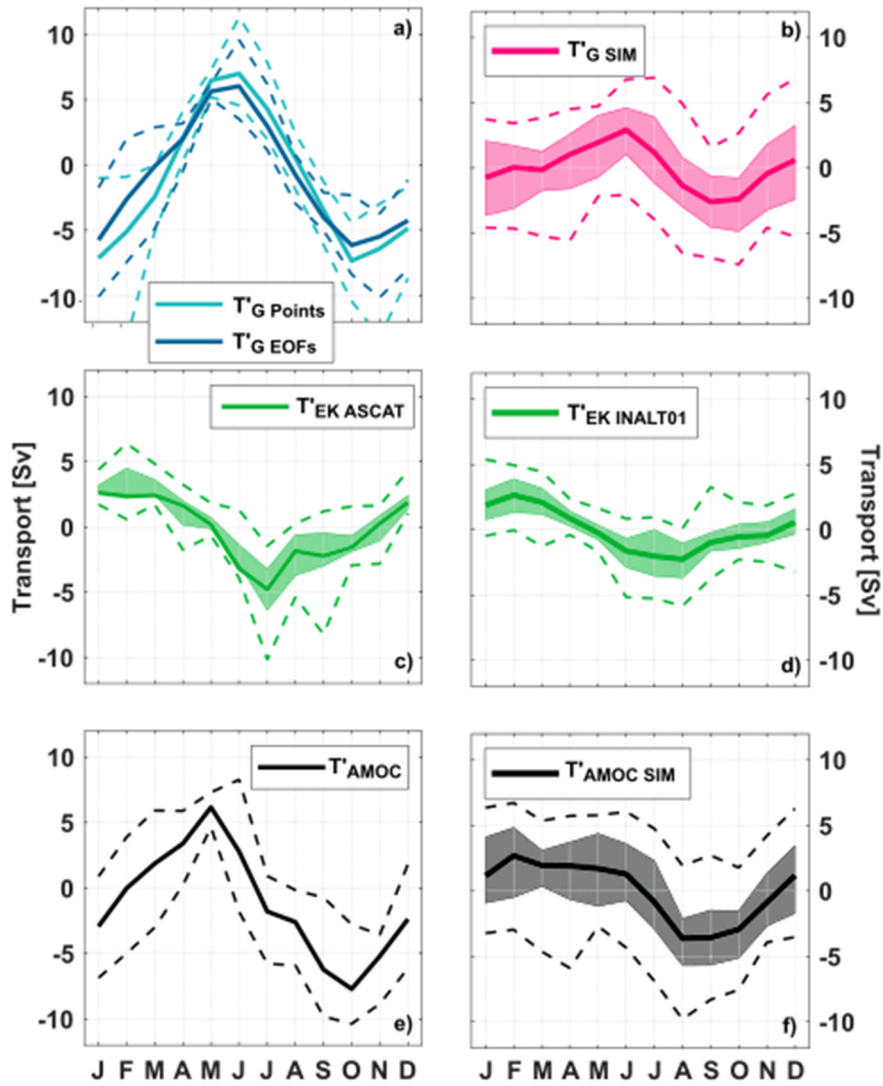 a)
10
5
0
-5
-10
T'G Points
T'G EOFs
b)
T'G SIM
10
5
0
-5
-10
Transport [Sv]
10
5
0
-5
-10
T'EK ASCAT
c)
T'EK INALT01
10
5
0
-5
-10
d)
Transport [Sv]
10
5
0
-5
-10
T'AMOC
e)
J F M A M J J A S O N D
T'AMOC SIM
10
5
0
-5
-10
f)
J F M A M J J A S O N D